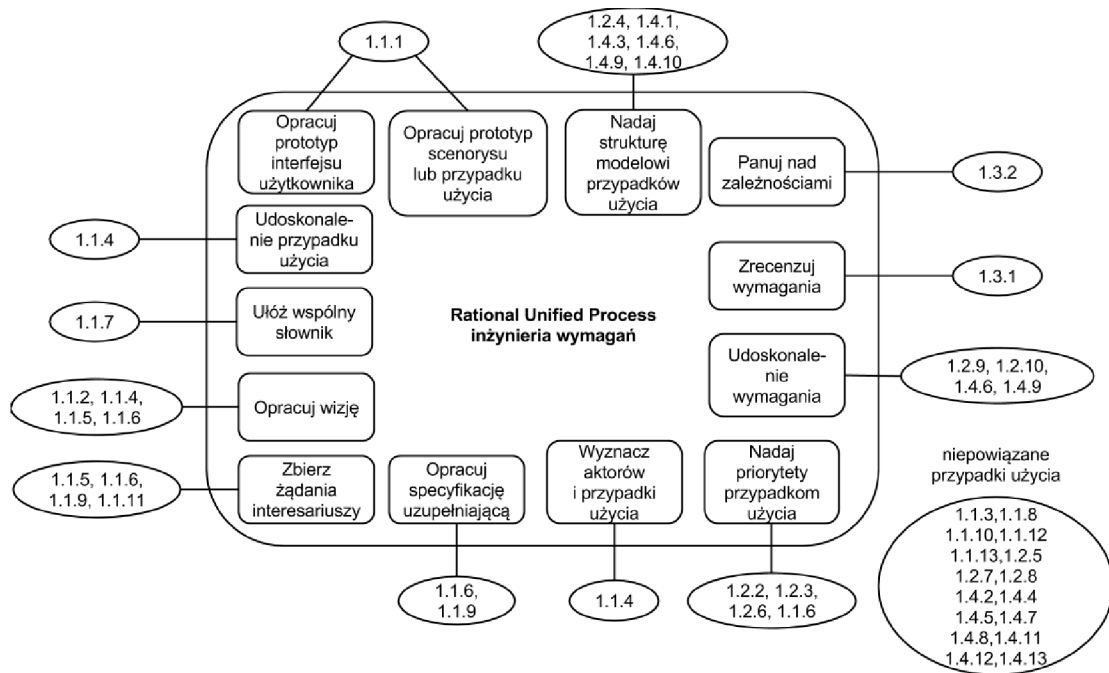 1.1.1
1.2.4, 1.4.1,
1.4.3, 1.4.6,
1.4.9, 1.4.10
Opracuj
prototyp
interfejsu
użytkownika
Opracuj prototyp
scenorysu
lub przypadku
użycia
Nadaj
strukturę
modelowi
przypadków
użycia
Panuj nad
zależnościami
1.3.2
1.1.4
Udoskonale-
nie przypadku
użycia
Zrecenzuj
wymagania
1.3.1
1.1.7
Ułóż wspólny
słownik
Rational Unified Process
inżynieria wymagań
Udoskonale-
nie
wymagania
1.2.9, 1.2.10,
1.4.6, 1.4.9
1.1.2, 1.1.4,
1.1.5, 1.1.6
Opracuj wizję
1.1.5, 1.1.6,
1.1.9, 1.1.11
Zbierz
żądania
interesariuszy
Opracuj
specyfikację
uzupełniającą
Wyznacz
aktorów
i przypadki
użycia
Nadaj
priorytety
przypadkom
użycia
niepowiązane
przypadki użycia
1.1.6,
1.1.9
1.1.4
1.2.2, 1.2.3,
1.2.6, 1.1.6
1.1.3,1.1.8
1.1.10,1.1.12
1.1.13,1.2.5
1.2.7,1.2.8
1.4.2,1.4.4
1.4.5,1.4.7
1.4.8,1.4.11
1.4.12,1.4.13